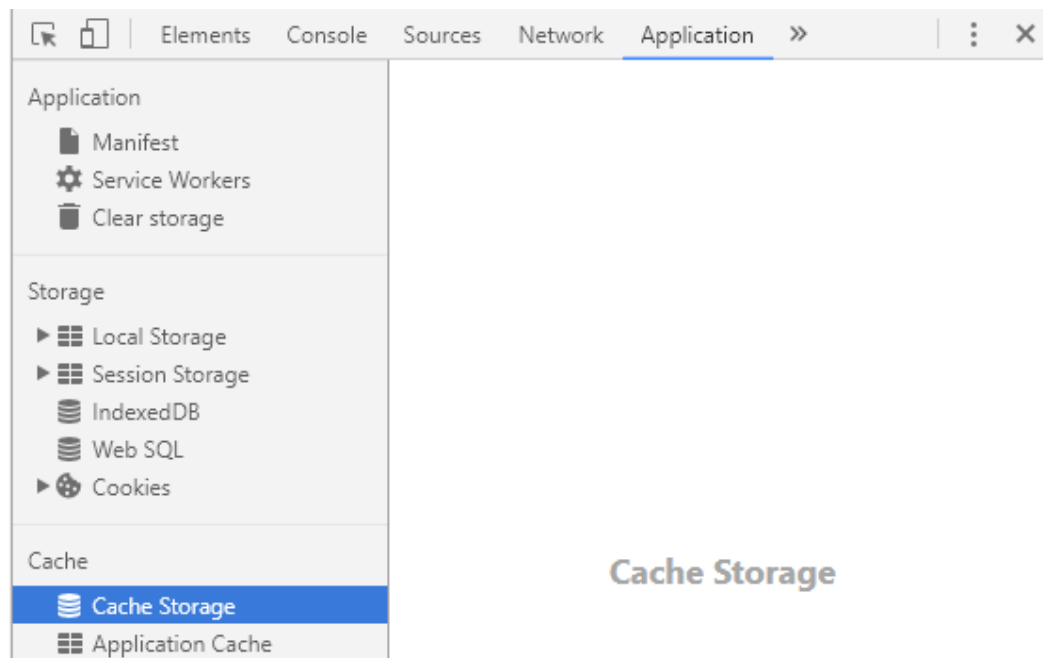 Elements Console Sources Network Application »
Application
Manifest
Service Workers
Clear storage
Storage
Local Storage
Session Storage
IndexedDB
Web SQL
Cookies
Cache
Cache Storage
Application Cache
Cache Storage